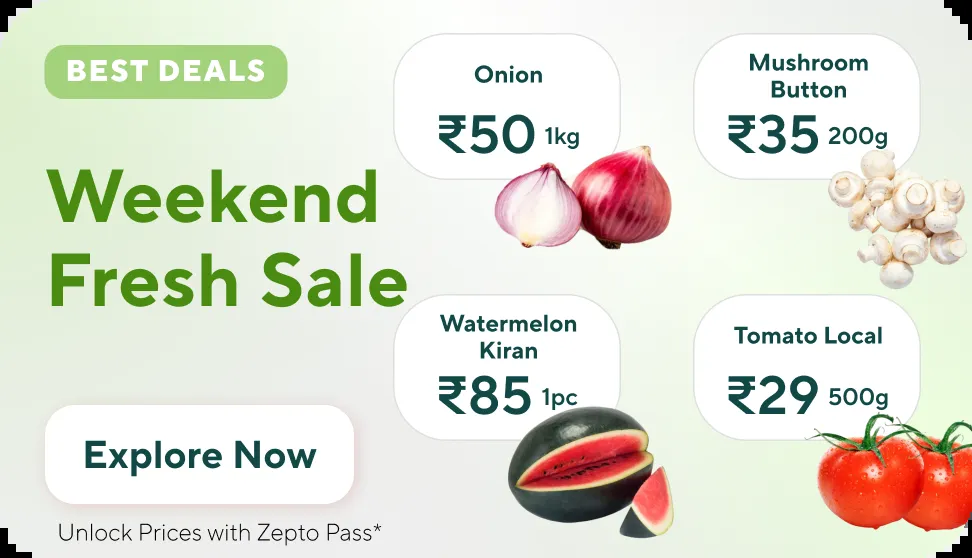 BEST DEALS
Weekend
Fresh Sale
Explore Now
Unlock Prices with Zepto Pass*
Onion
₹50 1kg
Mushroom
Button
₹35 200g
Watermelon
Kiran
₹85 1pc
Tomato Local
₹29 500g